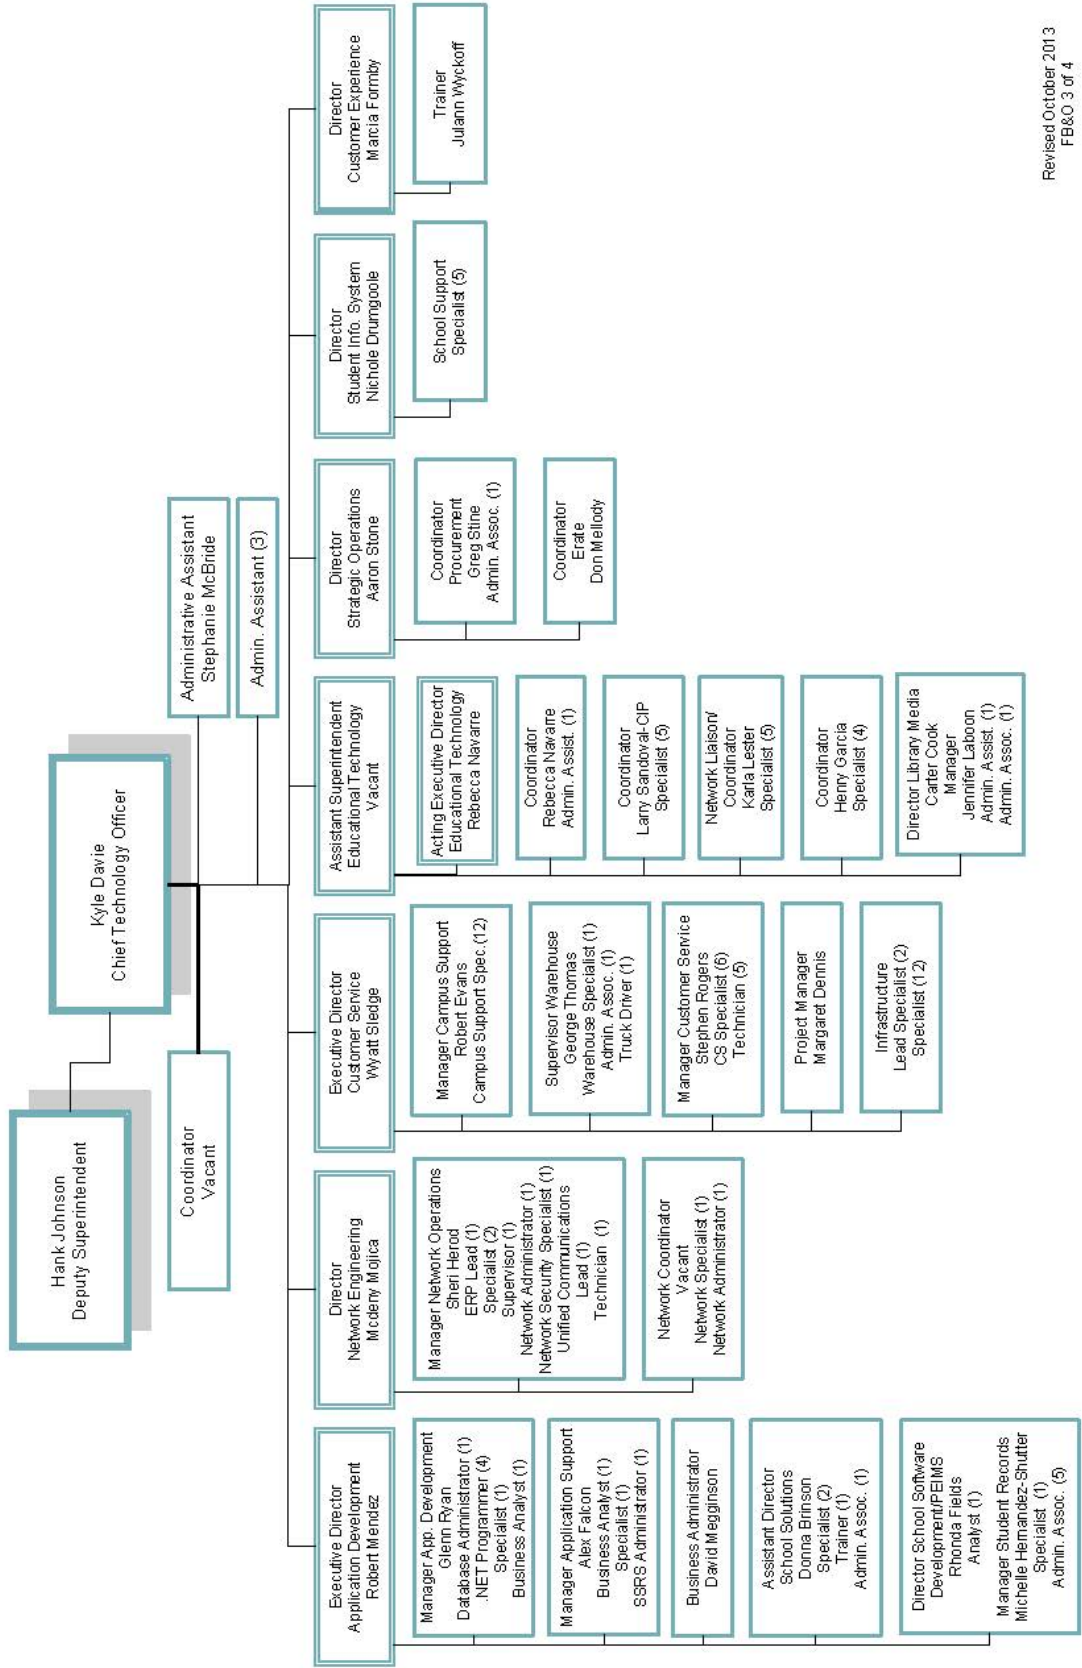 Hank Johnson
Deputy Superintendent
Kyle Davie
Chief Technology Officer
Coordinator
Vacant
Administrative Assistant
Stephanie McBride
Admin. Assistant (3)
Executive Director
Application Development
Robert Mendez
Manager App. Development
Glenn Ryan
Database Administrator (1)
.NET Programmer (4)
Specialist (1)
Business Analyst (1)
Manager Application Support
Alex Falcon
Business Analyst (1)
Specialist (1)
SSRS Administrator (1)
Business Administrator
David Megginson
Assistant Director
School Solutions
Donna Brinson
Specialist (2)
Trainer (1)
Admin. Assoc. (1)
Director School Software
Development/PEIMS
Rhonda Fields
Analyst (1)
Manager Student Records
Michelle Hernandez-Shutter
Specialist (1)
Admin. Assoc. (5)
Director
Network Engineering
Mcdeny Mojica
Manager Network Operations
Sheri Herod
ERP Lead (1)
Specialist (2)
Supervisor (1)
Network Administrator (1)
Network Security Specialist (1)
Unified Communications
Lead (1)
Technician (1)
Network Coordinator
Vacant
Network Specialist (1)
Network Administrator (1)
Executive Director
Customer Service
Wyatt Sledge
Manager Campus Support
Robert Evans
Campus Support Spec.(12)
Supervisor Warehouse
George Thomas
Warehouse Specialist (1)
Admin. Assoc. (1)
Truck Driver (1)
Manager Customer Service
Stephen Rogers
CS Specialist (6)
Technician (5)
Project Manager
Margaret Dennis
Infrastructure
Lead Specialist (2)
Specialist (12)
Assistant Superintendent
Educational Technology
Vacant
Acting Executive Director
Educational Technology
Rebecca Navarre
Coordinator
Rebecca Navarre
Admin. Assist. (1)
Coordinator
Larry Sandoval-CIP
Specialist (5)
Network Liaison/
Coordinator
Karla Lester
Specialist (5)
Coordinator
Henry Garcia
Specialist (4)
Director Library Media
Carter Cook
Manager
Jennifer Laboon
Admin. Assist. (1)
Admin. Assoc. (1)
Director
Strategic Operations
Aaron Stone
Coordinator
Procurement
Greg Stine
Admin. Assoc. (1)
Coordinator
Erate
Don Mellody
Director
Student Info. System
Nichole Drumgoole
School Support
Specialist (5)
Director
Customer Experience
Marcia Formby
Trainer
Julann Wyckoff
Revised October 2013
FB&O 3 of 4